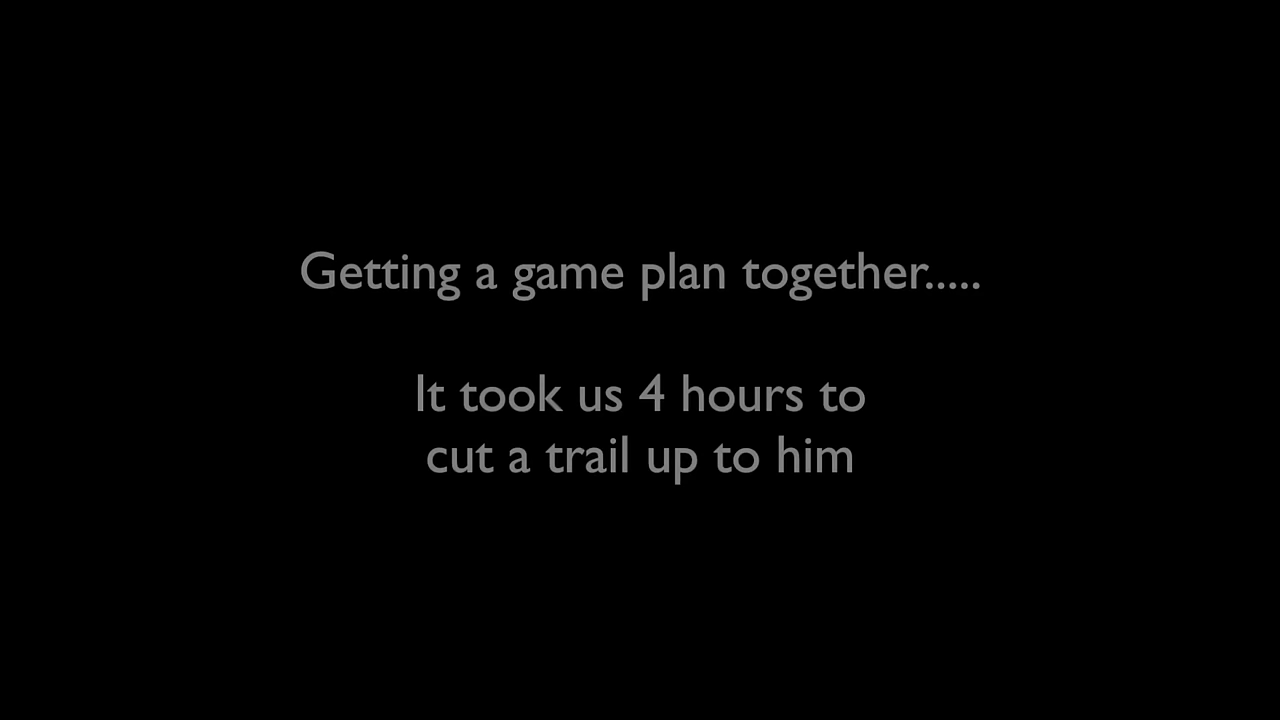 Getting a game plan together.....
It took us 4 hours to
cut a trail up to him